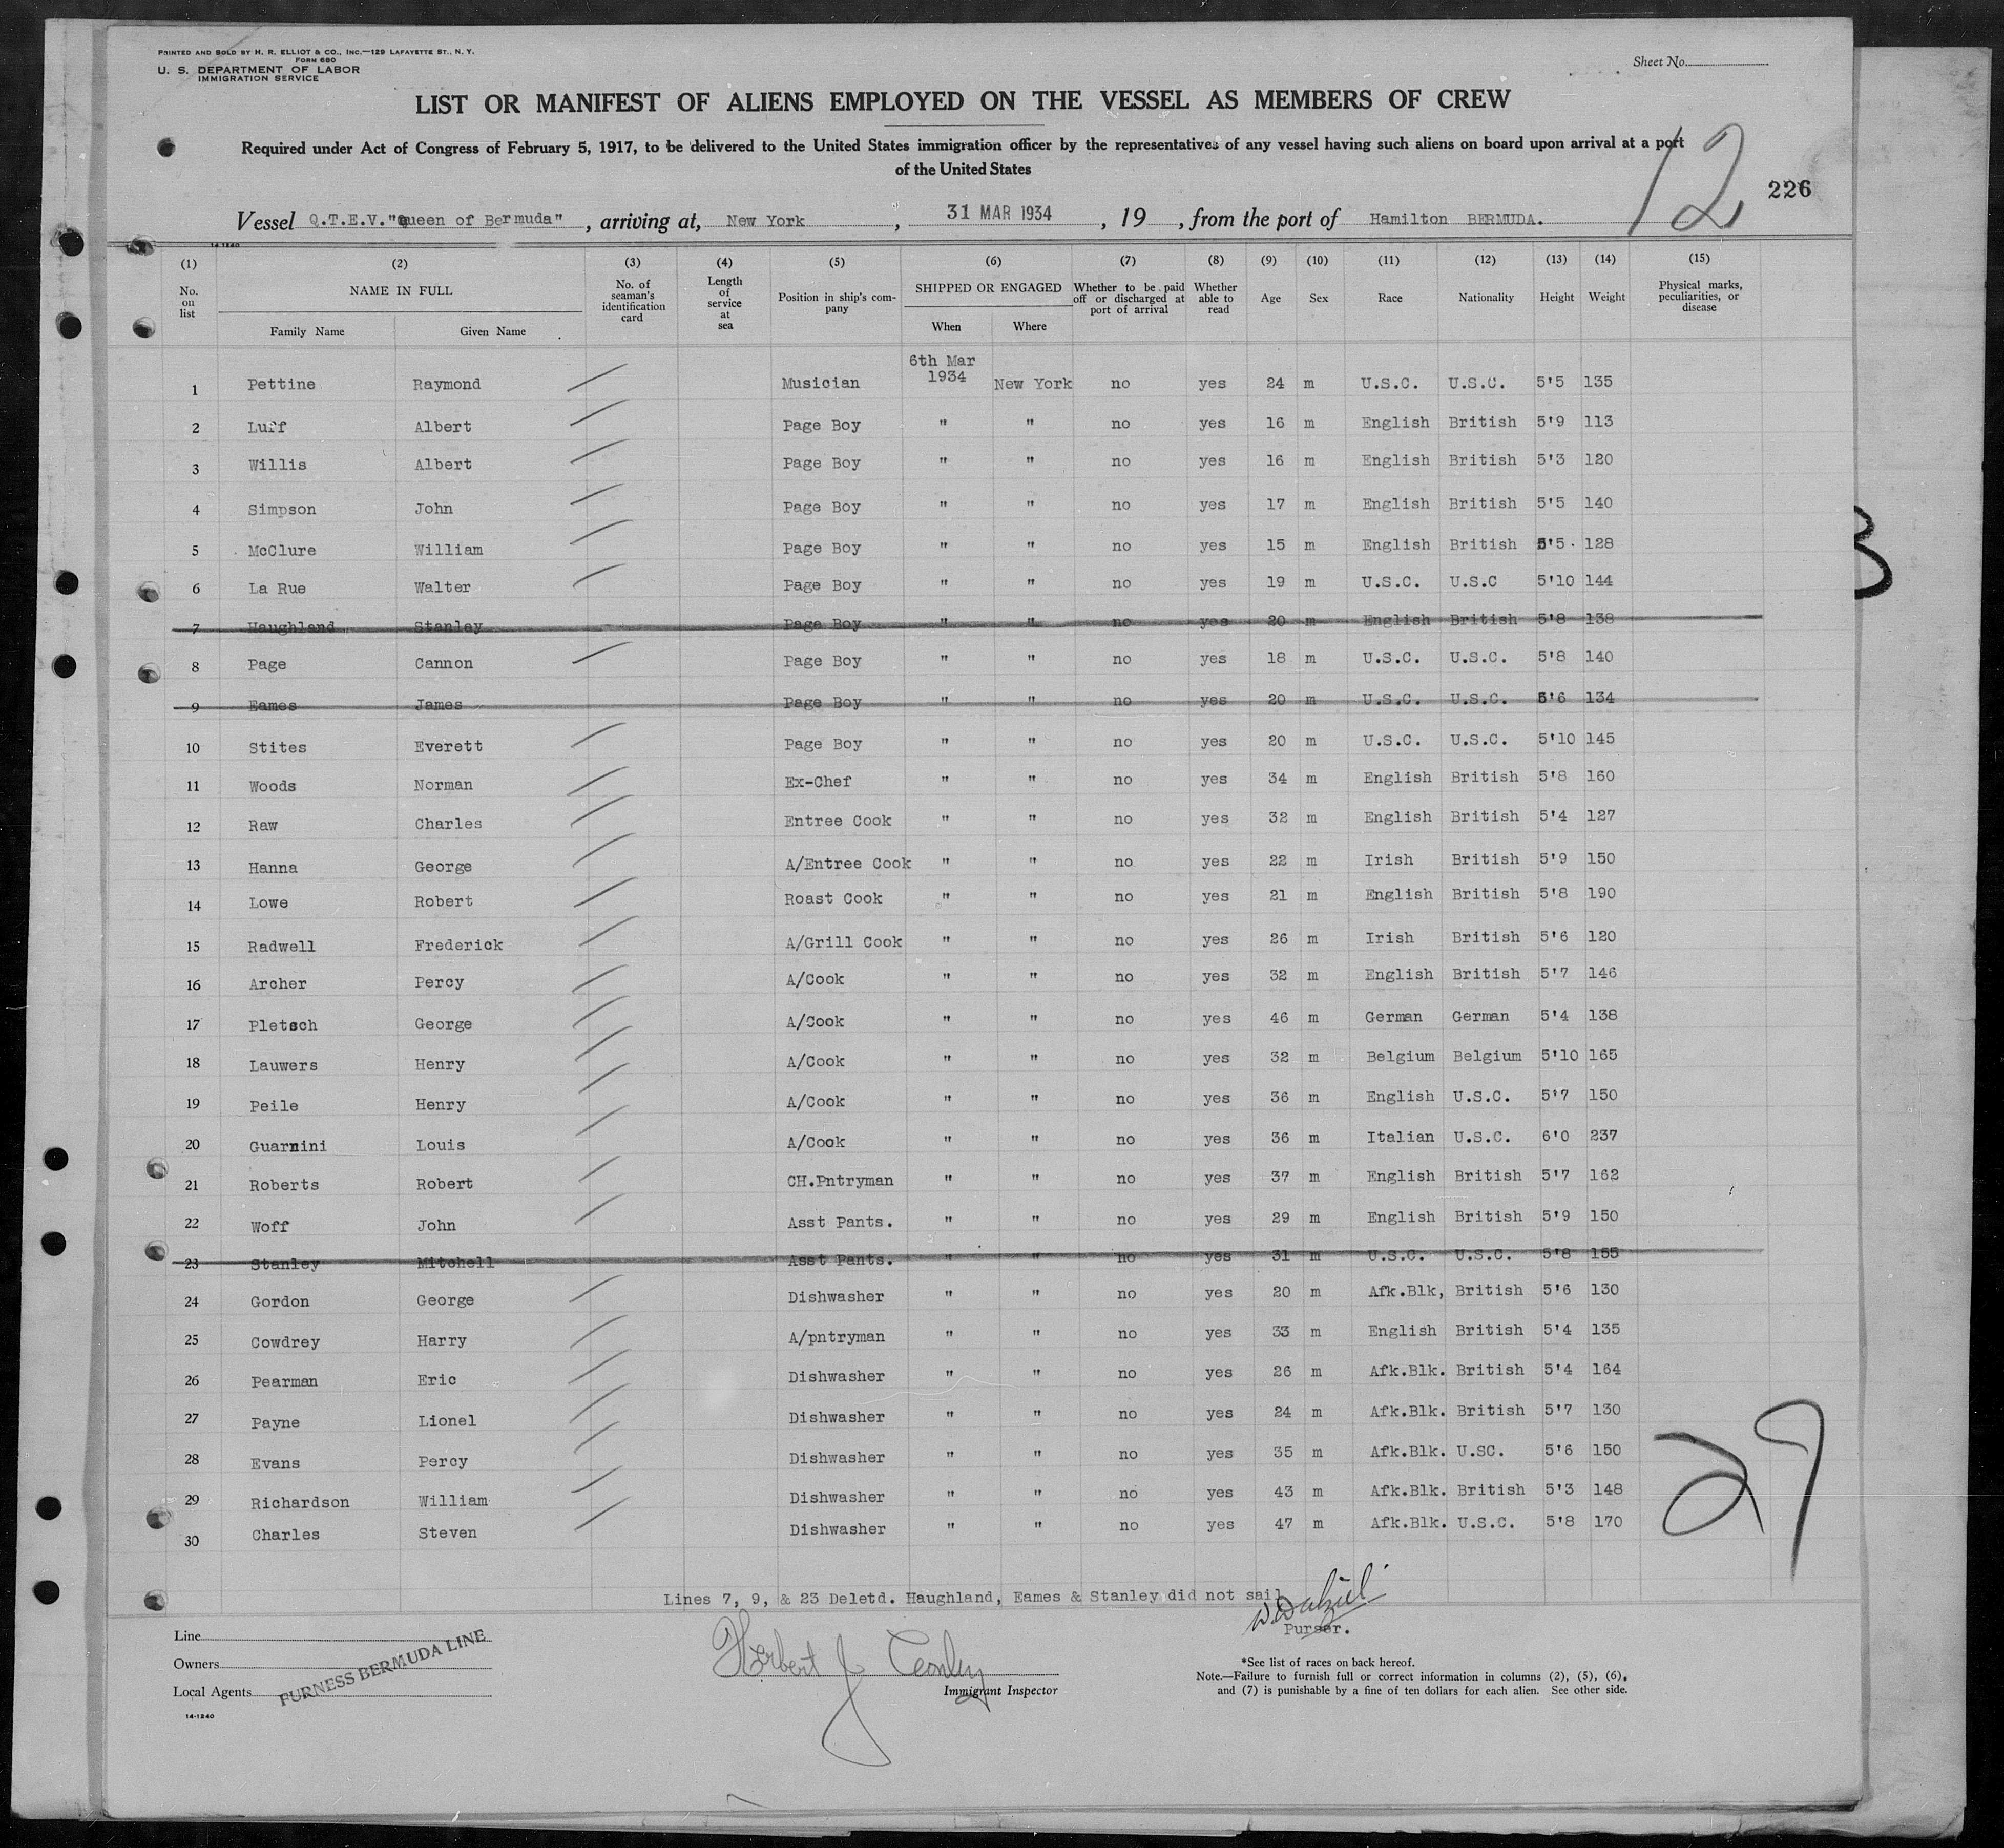 PRINTED AND SOLD BY H. R. ELLIOT & CO., INC.—129 LAFAYETTE ST., N. Y.
FORM 680
U. S. DEPARTMENT OF LABOR
IMMIGRATION SERVICE
Sheet No.
LIST OR MANIFEST OF ALIENS EMPLOYED ON THE VESSEL AS MEMBERS OF CREW
Required under Act of Congress of February 5, 1917, to be delivered to the United States immigration officer by the representatives of any vessel having such aliens on board upon arrival at a port
of the United States
12
226
Vessel Q.T.E.V."Queen of Bermuda", arriving at, New York, 31 MAR 1934, 19 , from the port of Hamilton BERMUDA.
14-1240
(1) (2) (3) (4) (5) (6) (7) (8) (9) (10) (11) (12) (13) (14) (15)
No. on list NAME IN FULL Family Name Given Name No. of seaman's identification card Length of service at sea Position in ship's company SHIPPED OR ENGAGED When Where Whether to be paid off or discharged at port of arrival Whether able to read Age Sex Race Nationality Height Weight Physical marks, peculiarities, or disease
1 Pettine Raymond Musician 6th Mar 1934 New York no yes 24 m U.S.C. U.S.C. 5'5 135
2 Luff Albert Page Boy " " no yes 16 m English British 5'9 113
3 Willis Albert Page Boy " " no yes 16 m English British 5'3 120
4 Simpson John Page Boy " " no yes 17 m English British 5'5 140
5 McClure William Page Boy " " no yes 15 m English British 5'5 128
6 La Rue Walter Page Boy " " no yes 19 m U.S.C. U.S.C 5'10 144
7 Haughland Stanley Page Boy " " no yes 20 m English British 5'8 138
8 Page Cannon Page Boy " " no yes 18 m U.S.C. U.S.C. 5'8 140
9 Eames James Page Boy " " no yes 20 m U.S.C. U.S.C. 5'6 134
10 Stites Everett Page Boy " " no yes 20 m U.S.C. U.S.C. 5'10 145
11 Woods Norman Ex-Chef " " no yes 34 m English British 5'8 160
12 Raw Charles Entree Cook " " no yes 32 m English British 5'4 127
13 Hanna George A/Entree Cook " " no yes 22 m Irish British 5'9 150
14 Lowe Robert Roast Cook " " no yes 21 m English British 5'8 190
15 Radwell Frederick A/Grill Cook " " no yes 26 m Irish British 5'6 120
16 Archer Percy A/Cook " " no yes 32 m English British 5'7 146
17 Pletsch George A/Cook " " no yes 46 m German German 5'4 138
18 Lauwers Henry A/Cook " " no yes 32 m Belgium Belgium 5'10 165
19 Peile Henry A/Cook " " no yes 36 m English U.S.C. 5'7 150
20 Guarnini Louis A/Cook " " no yes 36 m Italian U.S.C. 6'0 237
21 Roberts Robert CH.Pntryman " " no yes 37 m English British 5'7 162
22 Woff John Asst Pants. " " no yes 29 m English British 5'9 150
23 Stanley Mitchell Asst Pants. " " no yes 31 m U.S.C. U.S.C. 5'8 155
24 Gordon George Dishwasher " " no yes 20 m Afk.Blk, British 5'6 130
25 Cowdrey Harry A/pntryman " " no yes 33 m English British 5'4 135
26 Pearman Eric Dishwasher " " no yes 26 m Afk.Blk. British 5'4 164
27 Payne Lionel Dishwasher " " no yes 24 m Afk.Blk. British 5'7 130
28 Evans Percy Dishwasher " " no yes 35 m Afk.Blk. U.SC. 5'6 150
29 Richardson William Dishwasher " " no yes 43 m Afk.Blk. British 5'3 148
30 Charles Steven Dishwasher " " no yes 47 m Afk.Blk. U.S.C. 5'8 170
29
Lines 7, 9, & 23 Deletd. Haughland, Eames & Stanley did not sail
Purser.
Line
Owners
Local Agents
FURNESS BERMUDA LINE
Herbert J
Immigrant Inspector
*See list of races on back hereof.
Note.—Failure to furnish full or correct information in columns (2), (5), (6),
and (7) is punishable by a fine of ten dollars for each alien. See other side.
14-1240